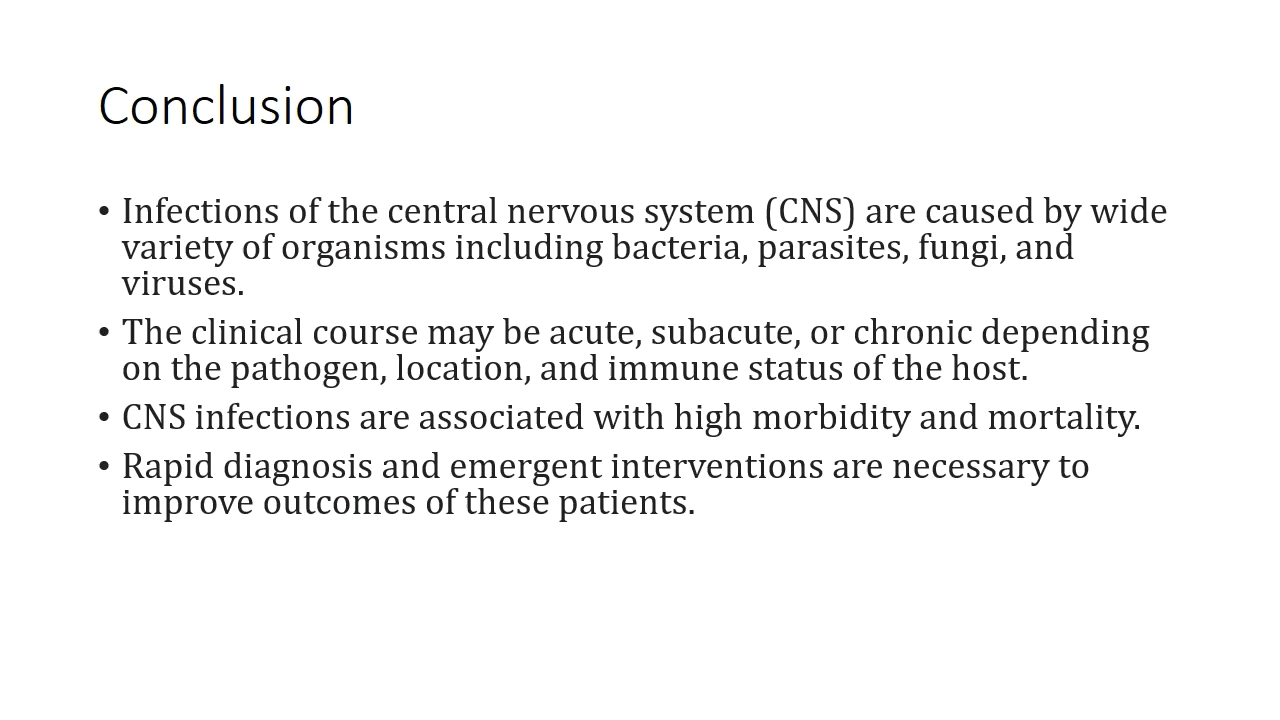 Conclusion
• Infections of the central nervous system (CNS) are caused by wide
variety of organisms including bacteria, parasites, fungi, and
viruses.
• The clinical course may be acute, subacute, or chronic depending
on the pathogen, location, and immune status of the host.
• CNS infections are associated with high morbidity and mortality.
• Rapid diagnosis and emergent interventions are necessary to
improve outcomes of these patients.